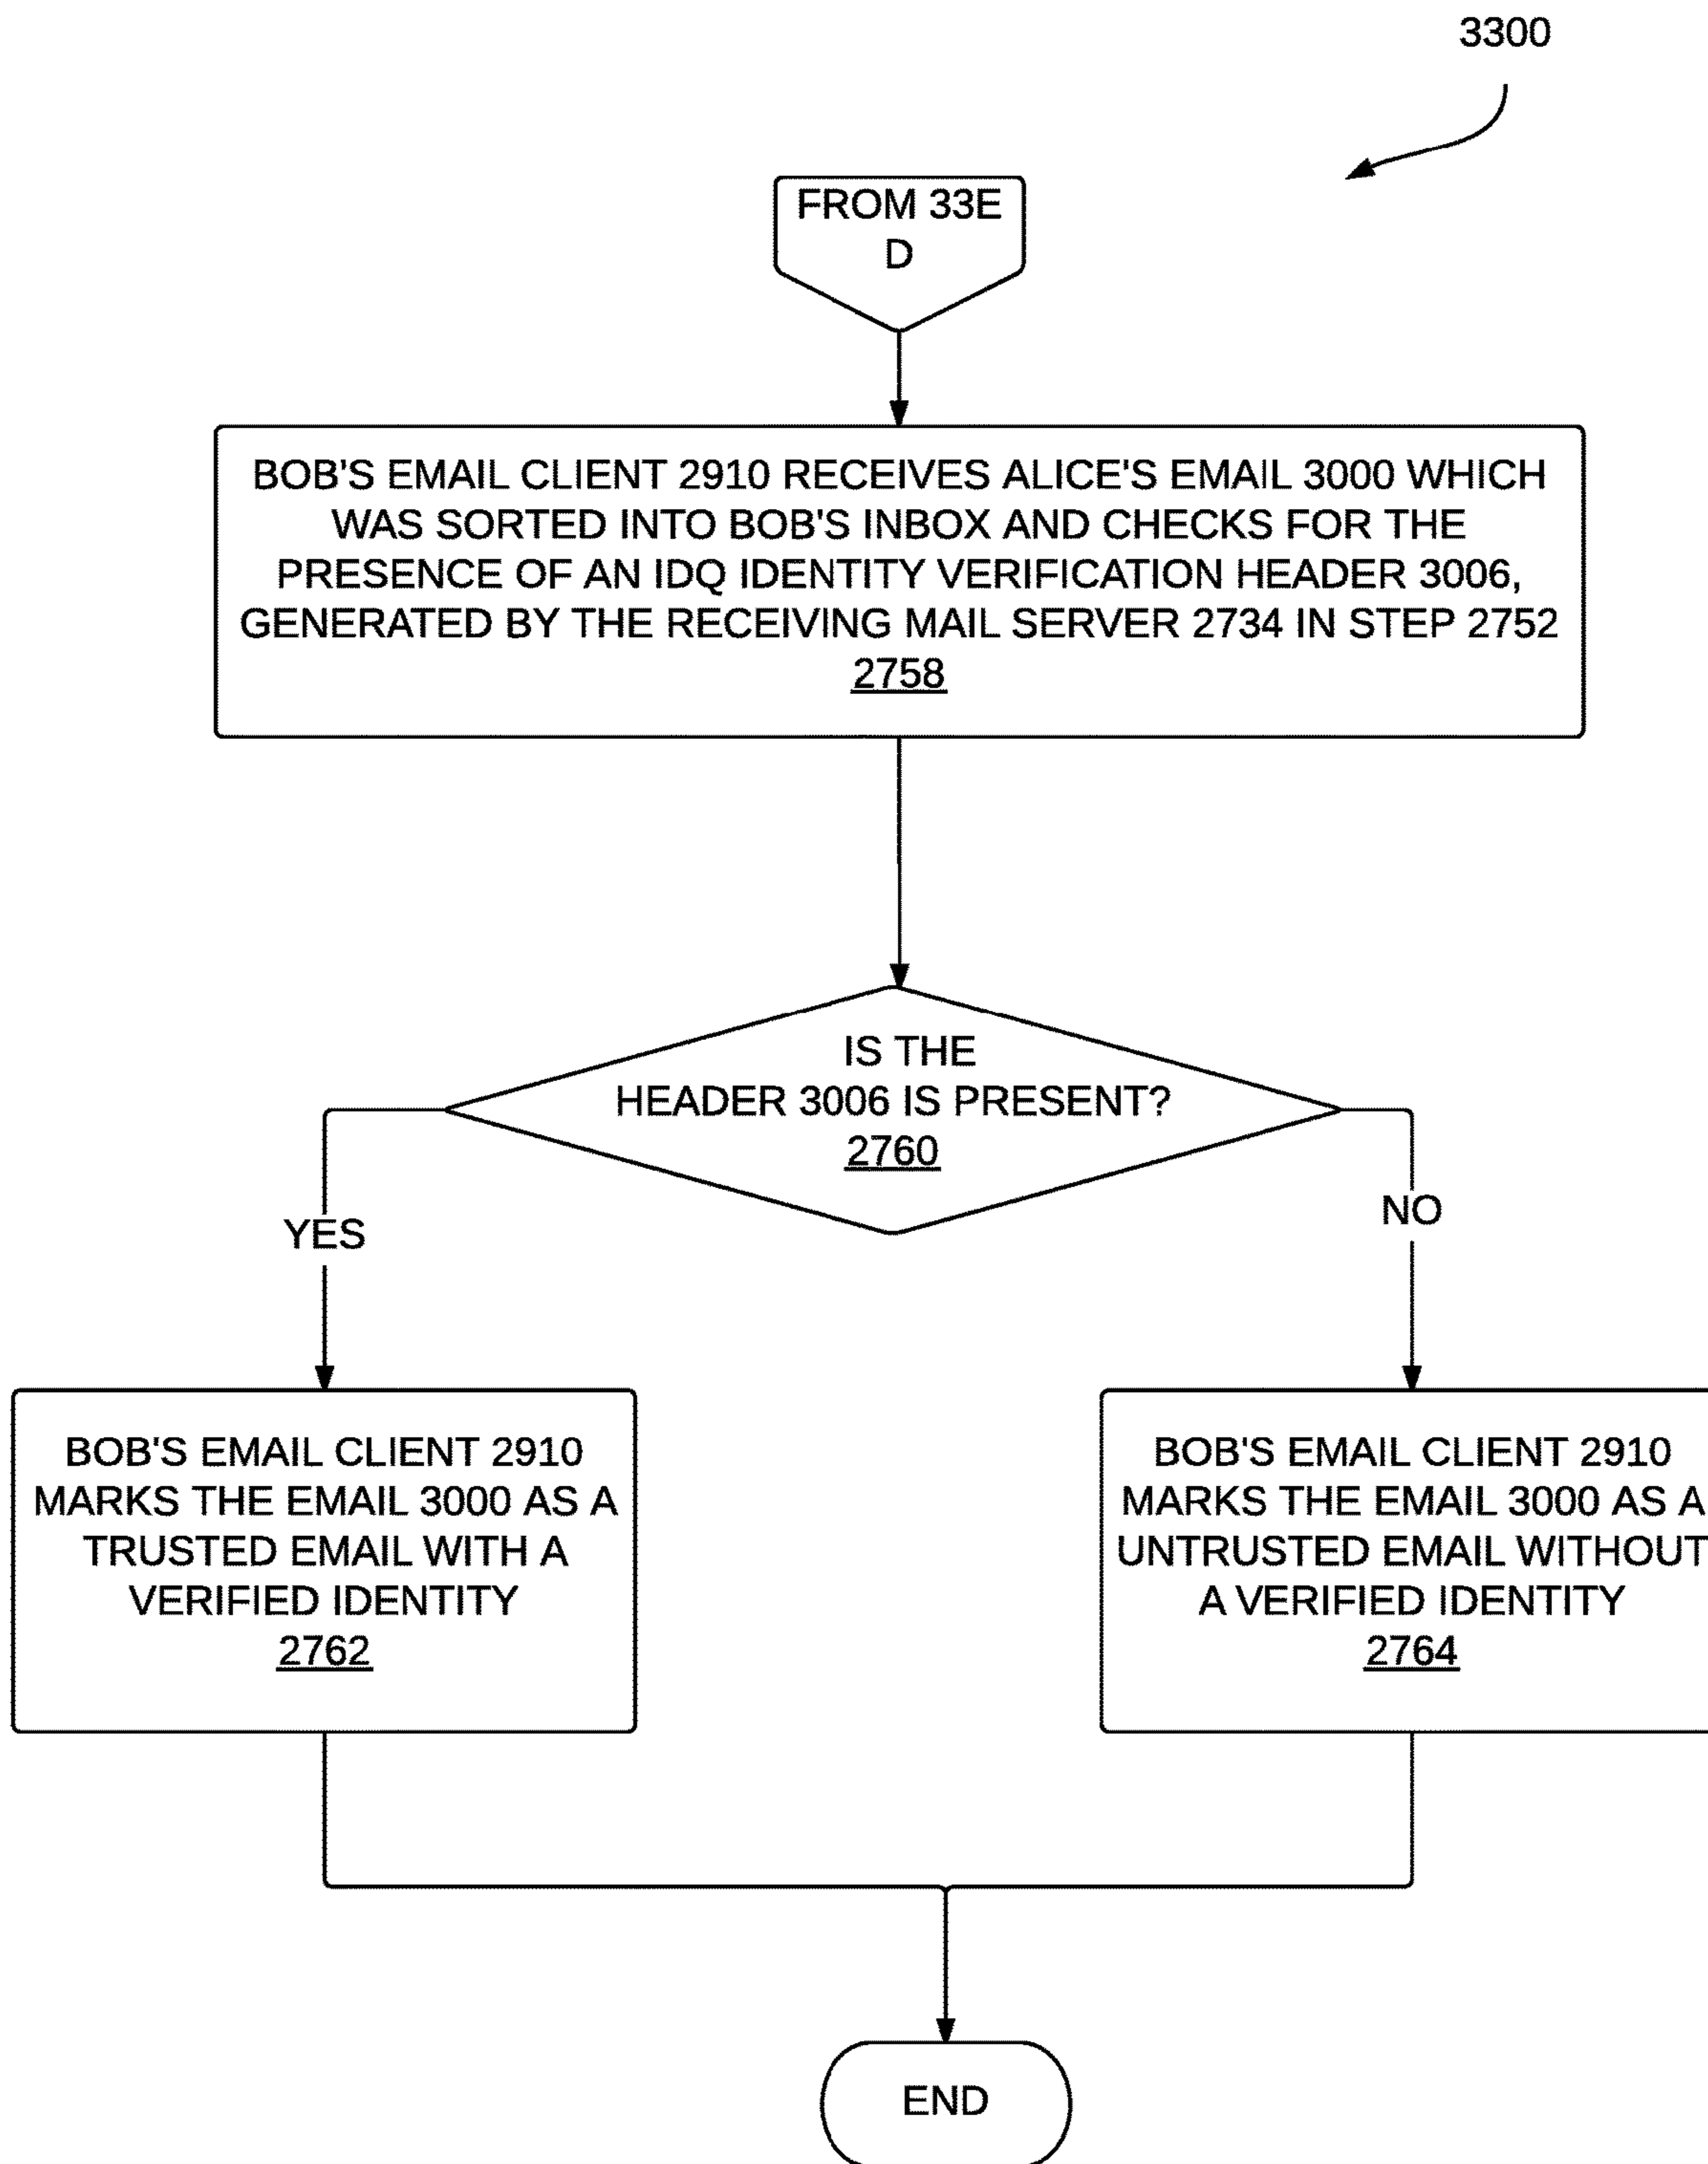 3300
FROM 33E
D
BOB'S EMAIL CLIENT 2910 RECEIVES ALICE'S EMAIL 3000 WHICH
WAS SORTED INTO BOB'S INBOX AND CHECKS FOR THE
PRESENCE OF AN IDQ IDENTITY VERIFICATION HEADER 3006,
GENERATED BY THE RECEIVING MAIL SERVER 2734 IN STEP 2752
2758
IS THE
HEADER 3006 IS PRESENT?
2760
YES
NO
BOB'S EMAIL CLIENT 2910
MARKS THE EMAIL 3000 AS A
TRUSTED EMAIL WITH A
VERIFIED IDENTITY
2762
BOB'S EMAIL CLIENT 2910
MARKS THE EMAIL 3000 AS A
UNTRUSTED EMAIL WITHOUT
A VERIFIED IDENTITY
2764
END